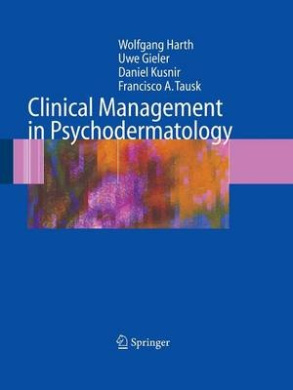 Wolfgang Harth
Uwe Gieler
Daniel Kusnir
Francisco A. Tausk
Clinical Management
in Psychodermatology
Springer